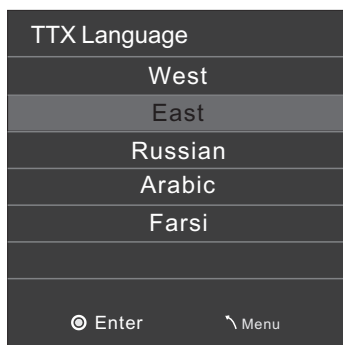 TTX Language
West
East
Russian
Arabic
Farsi
Enter Menu